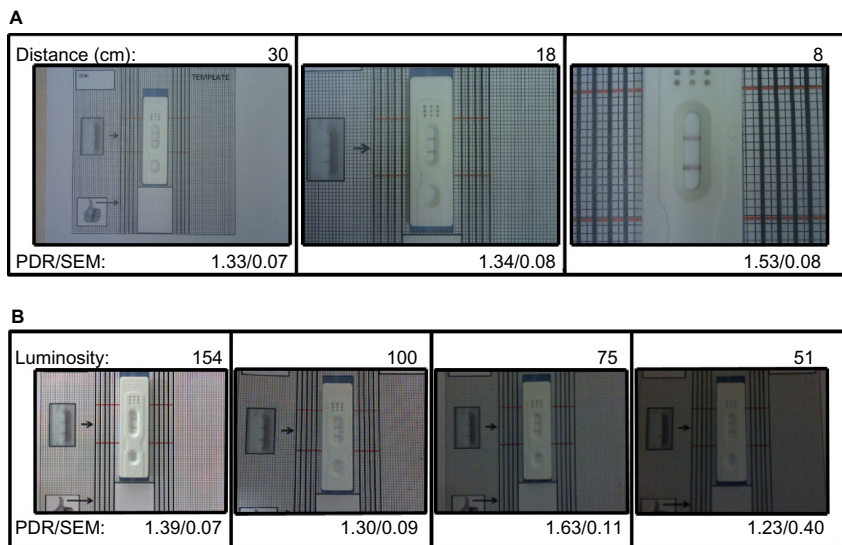 A
Distance (cm): 30 18 8
TEMPLATE
PDR/SEM: 1.33/0.07 1.34/0.08 1.53/0.08
B
Luminosity: 154 100 75 51
PDR/SEM: 1.39/0.07 1.30/0.09 1.63/0.11 1.23/0.40